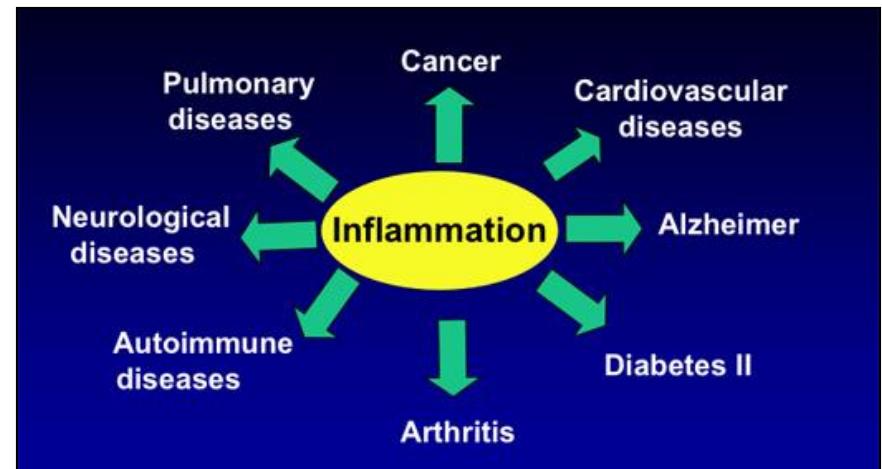 Cancer
Pulmonary
diseases
Cardiovascular
diseases
Neurological
diseases
Inflammation
Alzheimer
Autoimmune
diseases
Diabetes II
Arthritis